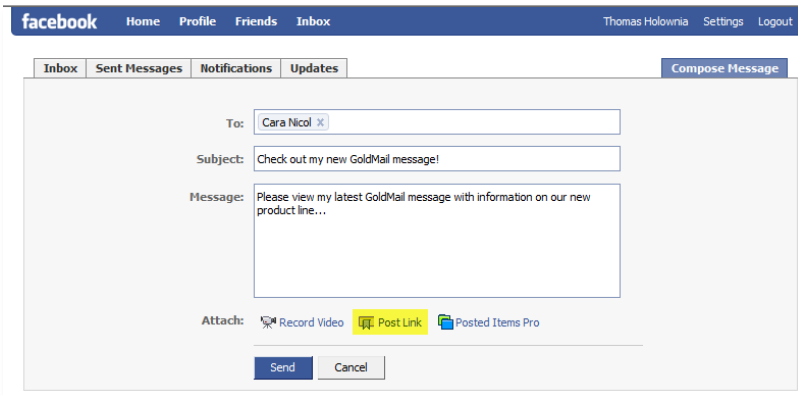 facebook Home Profile Friends Inbox Thomas Holownia Settings Logout
Inbox Sent Messages Notifications Updates Compose Message
To: Cara Nicol x
Subject: Check out my new GoldMail message!
Message: Please view my latest GoldMail message with information on our new
product line...
Attach: Record Video Post Link Posted Items Pro
Send Cancel